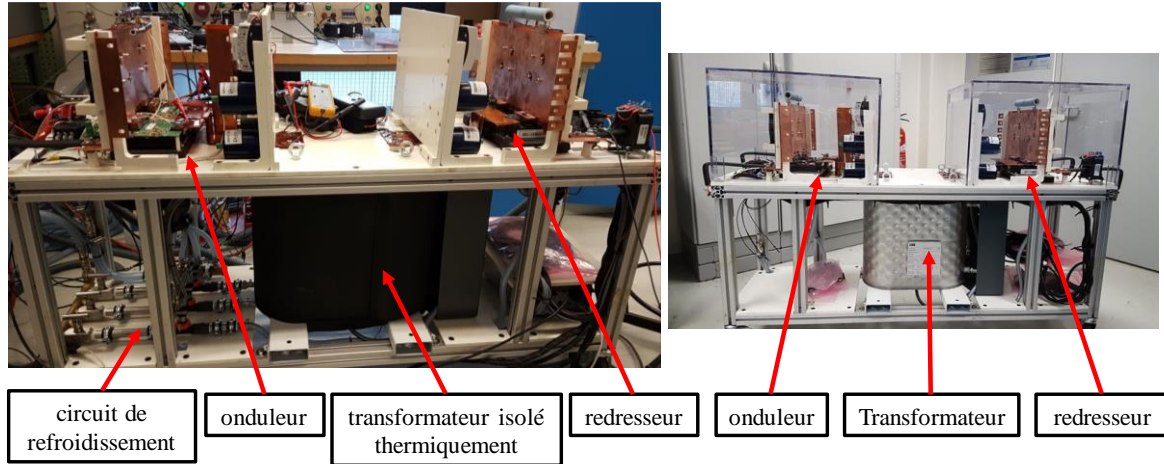 circuit de
refroidissement
onduleur
transformateur isolé
thermiquement
redresseur
onduleur
Transformateur
redresseur